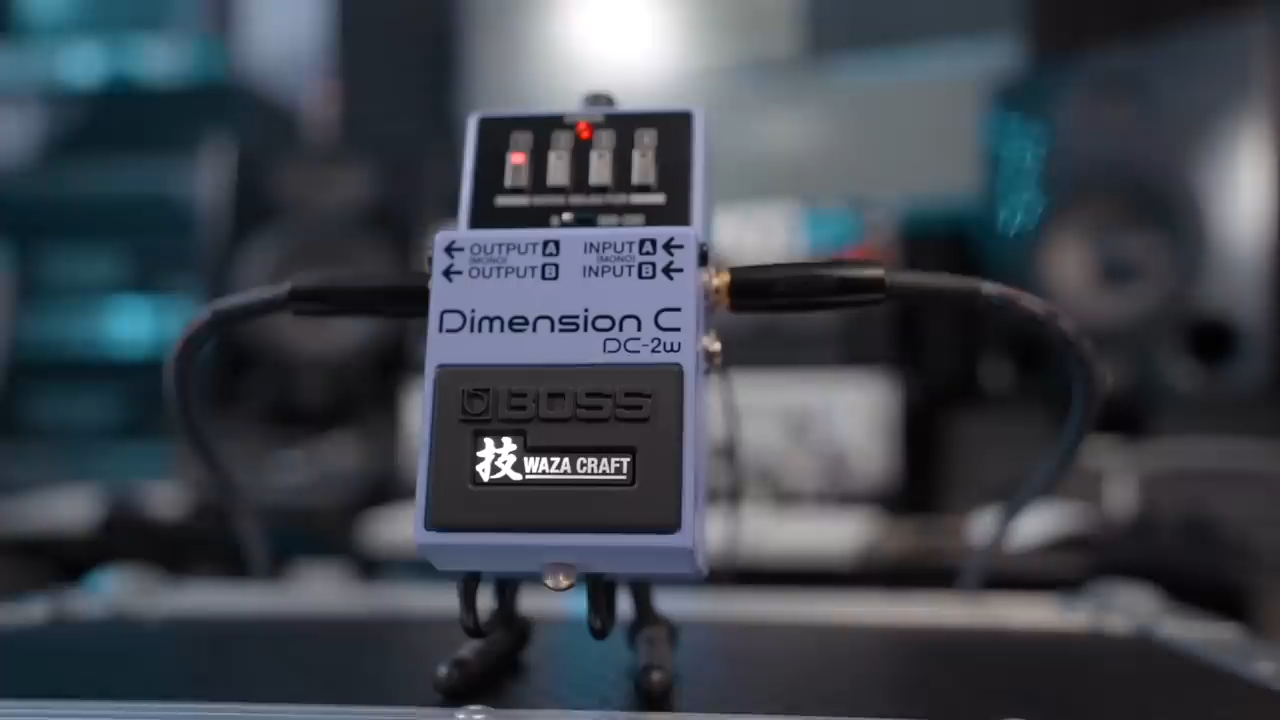 ← OUTPUT A
(MONO)
← OUTPUT B
INPUT A ←
(MONO)
INPUT B ←
Dimension C
DC-2w
BOSS
技 WAZA CRAFT